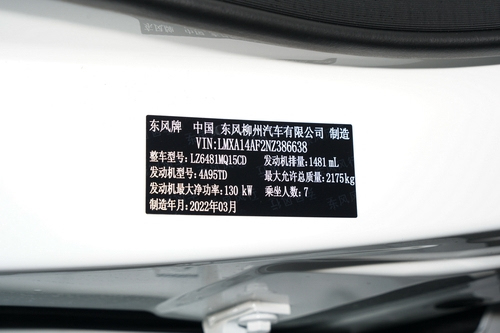 东风牌 中国 东风柳州汽车有限公司 制造
VIN:LMXA14AF2NZ386638
整车型号:LZ6481MQ15CD 发动机排量:1481 mL
发动机型号:4A95TD 最大允许总质量:2175kg
发动机最大净功率:130 kW 乘坐人数:7
制造年月:2022年03月